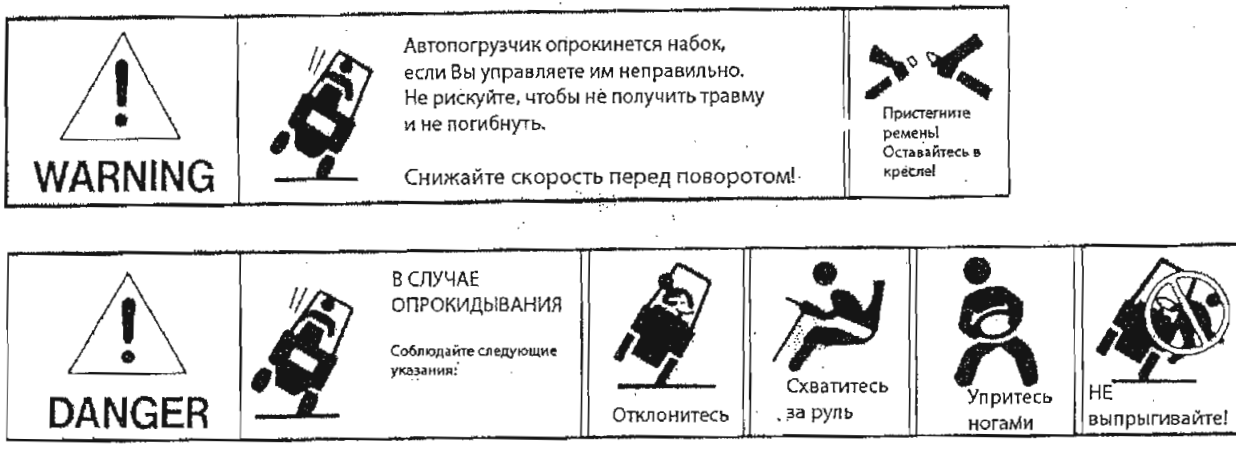 WARNING
Автопогрузчик опрокинется набок,
если Вы управляете им неправильно.
Не рискуйте, чтобы не получить травму
и не погибнуть.
Снижайте скорость перед поворотом!
Пристегните
ремень!
Оставайтесь в
кресле!
DANGER
В СЛУЧАЕ
ОПРОКИДЫВАНИЯ
Соблюдайте следующие
указания:
Отклонитесь
Схватитесь
за руль
Упритесь
ногами
НЕ
выпрыгивайте!